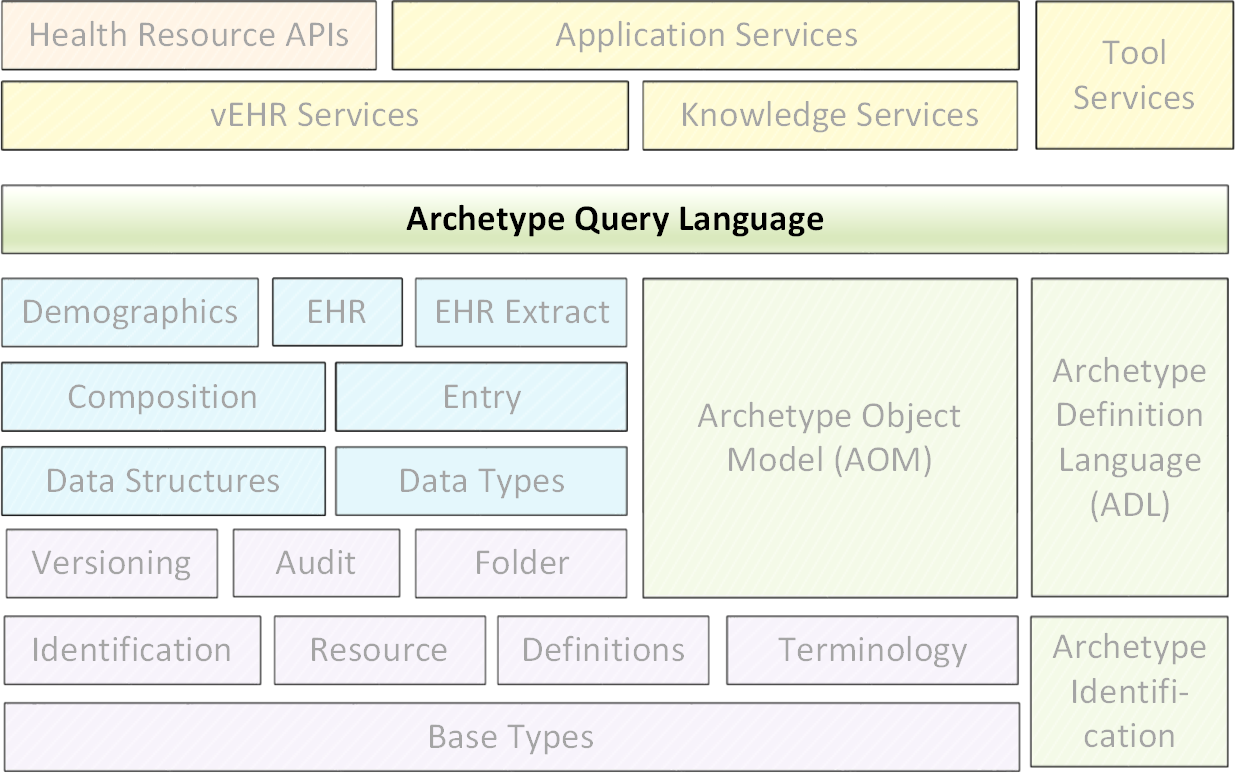 Health Resource APIs
Application Services
Tool
Services
vEHR Services
Knowledge Services
Archetype Query Language
Demographics
EHR
EHR Extract
Composition
Entry
Data Structures
Data Types
Archetype Object
Model (AOM)
Archetype
Definition
Language
(ADL)
Versioning
Audit
Folder
Identification
Resource
Definitions
Terminology
Archetype
Identifi-
cation
Base Types